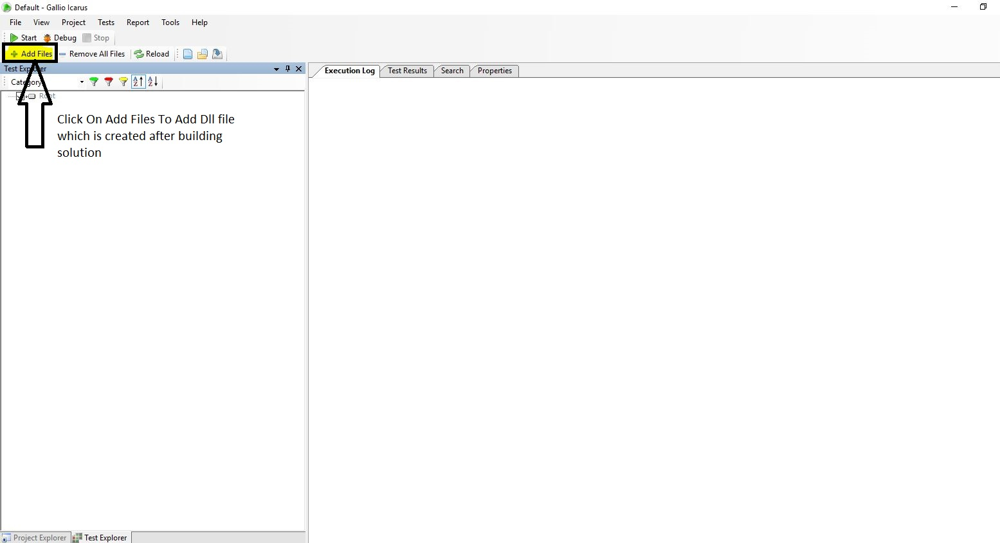 Default - Gallio Icarus
File View Project Tests Report Tools Help
Start Debug Stop
Add Files Remove All Files Reload
Test Explorer
Category
Root
Click On Add Files To Add Dll file
which is created after building
solution
Execution Log Test Results Search Properties
Project Explorer Test Explorer